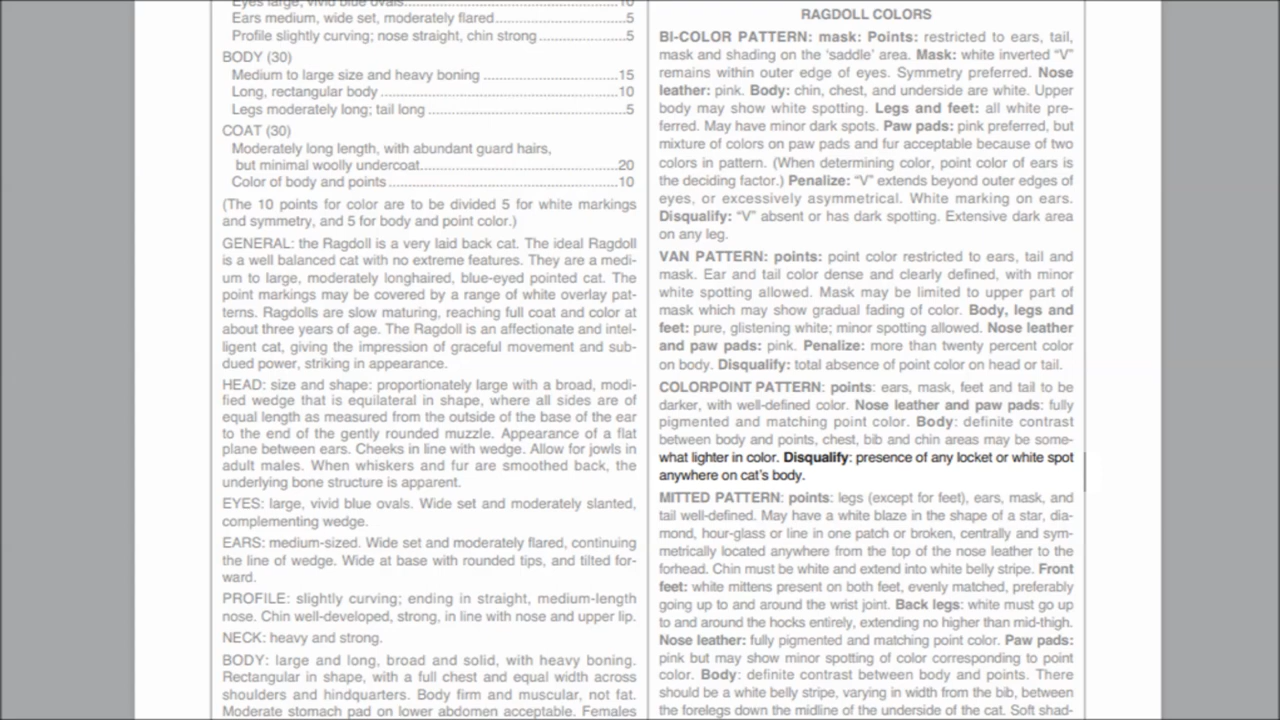 Eyes large, vivid blue ovals.....................................................10
Ears medium, wide set, moderately flared.................................5
Profile slightly curving; nose straight, chin strong.....................5
BODY (30)
Medium to large size and heavy boning ..................................15
Long, rectangular body ............................................................10
Legs moderately long; tail long ..................................................5
COAT (30)
Moderately long length, with abundant guard hairs,
but minimal woolly undercoat..................................................20
Color of body and points ..........................................................10
(The 10 points for color are to be divided 5 for white markings
and symmetry, and 5 for body and point color.)
GENERAL: the Ragdoll is a very laid back cat. The ideal Ragdoll
is a well balanced cat with no extreme features. They are a medi-
um to large, moderately longhaired, blue-eyed pointed cat. The
point markings may be covered by a range of white overlay pat-
terns. Ragdolls are slow maturing, reaching full coat and color at
about three years of age. The Ragdoll is an affectionate and intel-
ligent cat, giving the impression of graceful movement and sub-
dued power, striking in appearance.
HEAD: size and shape: proportionately large with a broad, modi-
fied wedge that is equilateral in shape, where all sides are of
equal length as measured from the outside of the base of the ear
to the end of the gently rounded muzzle. Appearance of a flat
plane between ears. Cheeks in line with wedge. Allow for jowls in
adult males. When whiskers and fur are smoothed back, the
underlying bone structure is apparent.
EYES: large, vivid blue ovals. Wide set and moderately slanted,
complementing wedge.
EARS: medium-sized. Wide set and moderately flared, continuing
the line of wedge. Wide at base with rounded tips, and tilted for-
ward.
PROFILE: slightly curving; ending in straight, medium-length
nose. Chin well-developed, strong, in line with nose and upper lip.
NECK: heavy and strong.
BODY: large and long, broad and solid, with heavy boning.
Rectangular in shape, with a full chest and equal width across
shoulders and hindquarters. Body firm and muscular, not fat.
Moderate stomach pad on lower abdomen acceptable. Females
RAGDOLL COLORS
BI-COLOR PATTERN: mask: Points: restricted to ears, tail,
mask and shading on the ‘saddle’ area. Mask: white inverted “V”
remains within outer edge of eyes. Symmetry preferred. Nose
leather: pink. Body: chin, chest, and underside are white. Upper
body may show white spotting. Legs and feet: all white pre-
ferred. May have minor dark spots. Paw pads: pink preferred, but
mixture of colors on paw pads and fur acceptable because of two
colors in pattern. (When determining color, point color of ears is
the deciding factor.) Penalize: “V” extends beyond outer edges of
eyes, or excessively asymmetrical. White marking on ears.
Disqualify: “V” absent or has dark spotting. Extensive dark area
on any leg.
VAN PATTERN: points: point color restricted to ears, tail and
mask. Ear and tail color dense and clearly defined, with minor
white spotting allowed. Mask may be limited to upper part of
mask which may show gradual fading of color. Body, legs and
feet: pure, glistening white; minor spotting allowed. Nose leather
and paw pads: pink. Penalize: more than twenty percent color
on body. Disqualify: total absence of point color on head or tail.
COLORPOINT PATTERN: points: ears, mask, feet and tail to be
darker, with well-defined color. Nose leather and paw pads: fully
pigmented and matching point color. Body: definite contrast
between body and points, chest, bib and chin areas may be some-
what lighter in color. Disqualify: presence of any locket or white spot
anywhere on cat’s body.
MITTED PATTERN: points: legs (except for feet), ears, mask, and
tail well-defined. May have a white blaze in the shape of a star, dia-
mond, hour-glass or line in one patch or broken, centrally and sym-
metrically located anywhere from the top of the nose leather to the
forhead. Chin must be white and extend into white belly stripe. Front
feet: white mittens present on both feet, evenly matched, preferably
going up to and around the wrist joint. Back legs: white must go up
to and around the hocks entirely, extending no higher than mid-thigh.
Nose leather: fully pigmented and matching point color. Paw pads:
pink but may show minor spotting of color corresponding to point
color. Body: definite contrast between body and points. There
should be a white belly stripe, varying in width from the bib, between
the forelegs down the midline of the underside of the cat. Soft shad-